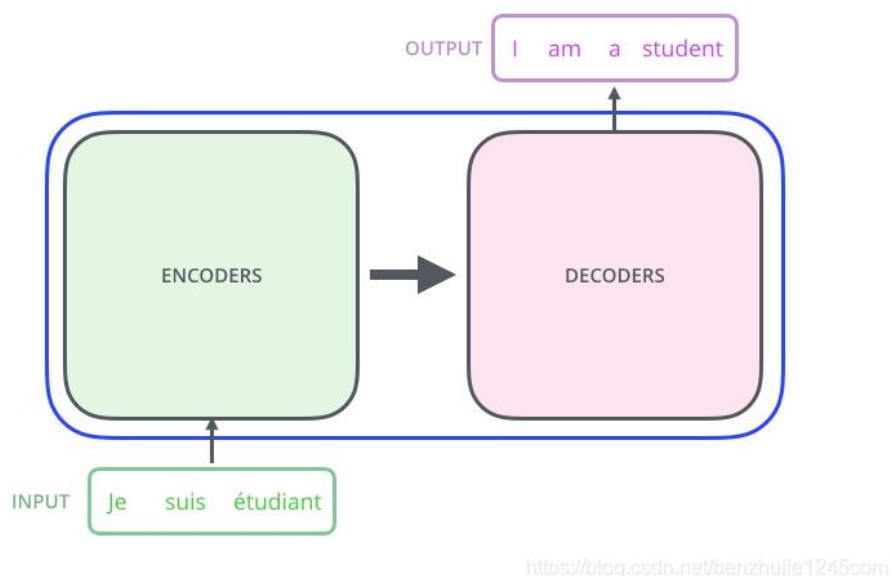 OUTPUT I am a student
ENCODERS DECODERS
INPUT Je suis étudiant
https://blog.csdn.net/benzhujie1245com